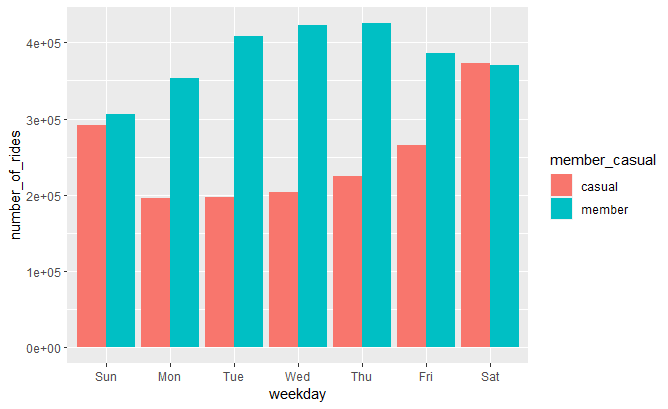 number_of_rides
4e+05
3e+05
2e+05
1e+05
0e+00
Sun Mon Tue Wed Thu Fri Sat
weekday
member_casual
casual
member